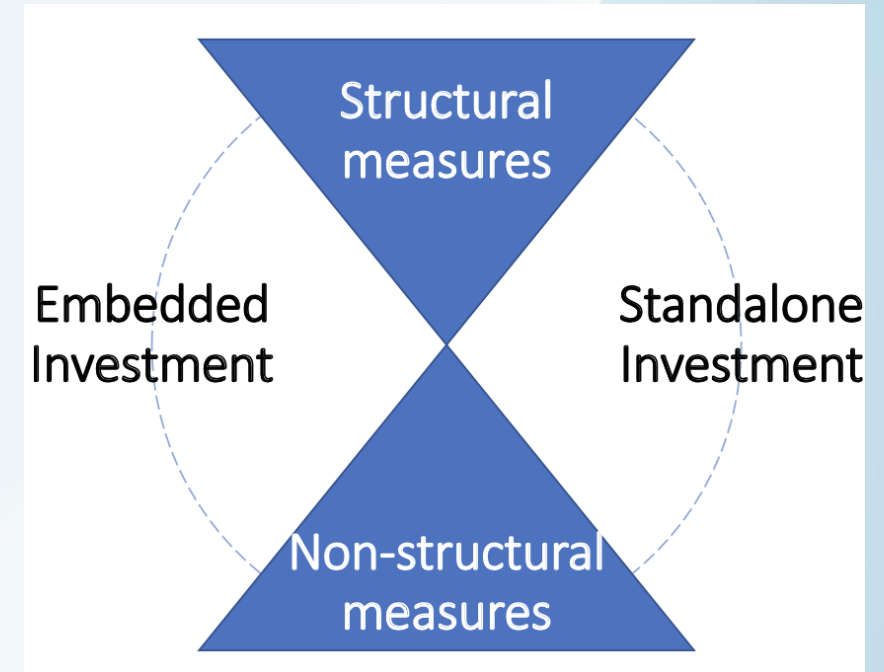 Structural
measures
Embedded
Investment
Standalone
Investment
Non-structural
measures